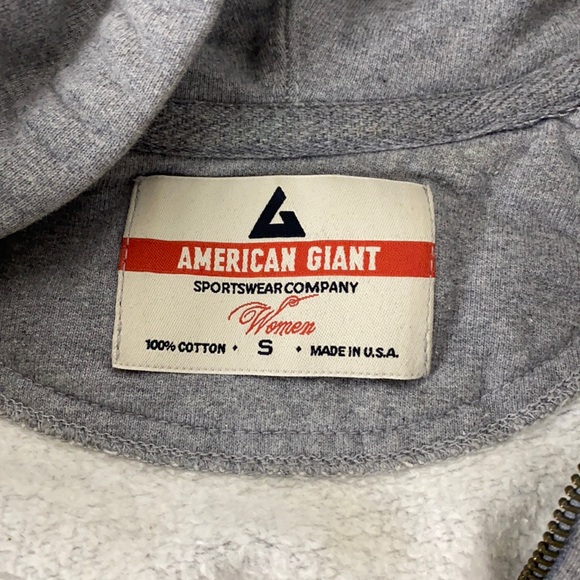 AMERICAN GIANT
SPORTSWEAR COMPANY
Women
100% COTTON • S • MADE IN U.S.A.